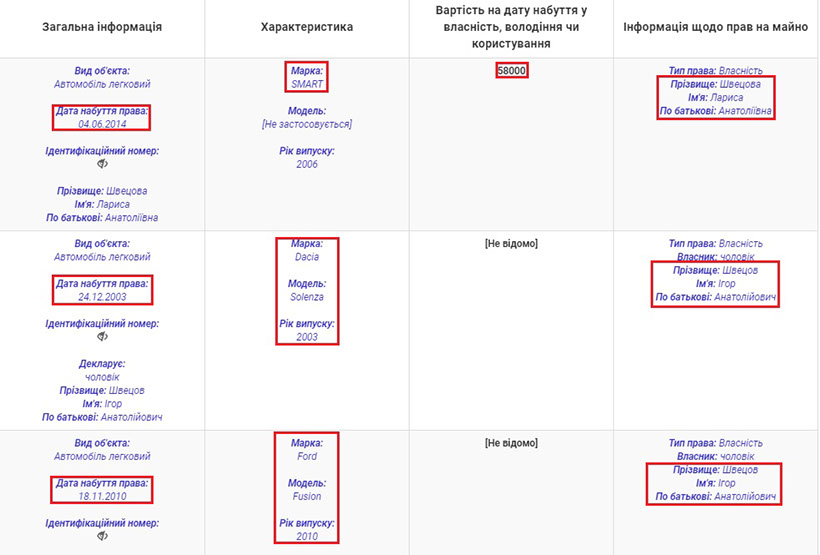 Загальна інформація
Характеристика
Вартість на дату набуття у
власність, володіння чи
користування
Інформація щодо прав на майно
Вид об'єкта:
Автомобіль легковий
Дата набуття права:
04.06.2014
Ідентифікаційний номер:
Прізвище: Швецова
Ім'я: Лариса
По батькові: Анатоліївна
Марка:
SMART
Модель:
[Не застосовується]
Рік випуску:
2006
58000
Тип права: Власність
Прізвище: Швецова
Ім'я: Лариса
По батькові: Анатоліївна
Вид об'єкта:
Автомобіль легковий
Дата набуття права:
24.12.2003
Ідентифікаційний номер:
Декларує:
чоловік
Прізвище: Швецов
Ім'я: Ігор
По батькові: Анатолійович
Марка:
Dacia
Модель:
Solenza
Рік випуску:
2003
[Не відомо]
Тип права: Власність
Власник: чоловік
Прізвище: Швецов
Ім'я: Ігор
По батькові: Анатолійович
Вид об'єкта:
Автомобіль легковий
Дата набуття права:
18.11.2010
Ідентифікаційний номер:
Марка:
Ford
Модель:
Fusion
Рік випуску:
2010
[Не відомо]
Тип права: Власність
Власник: чоловік
Прізвище: Швецов
Ім'я: Ігор
По батькові: Анатолійович